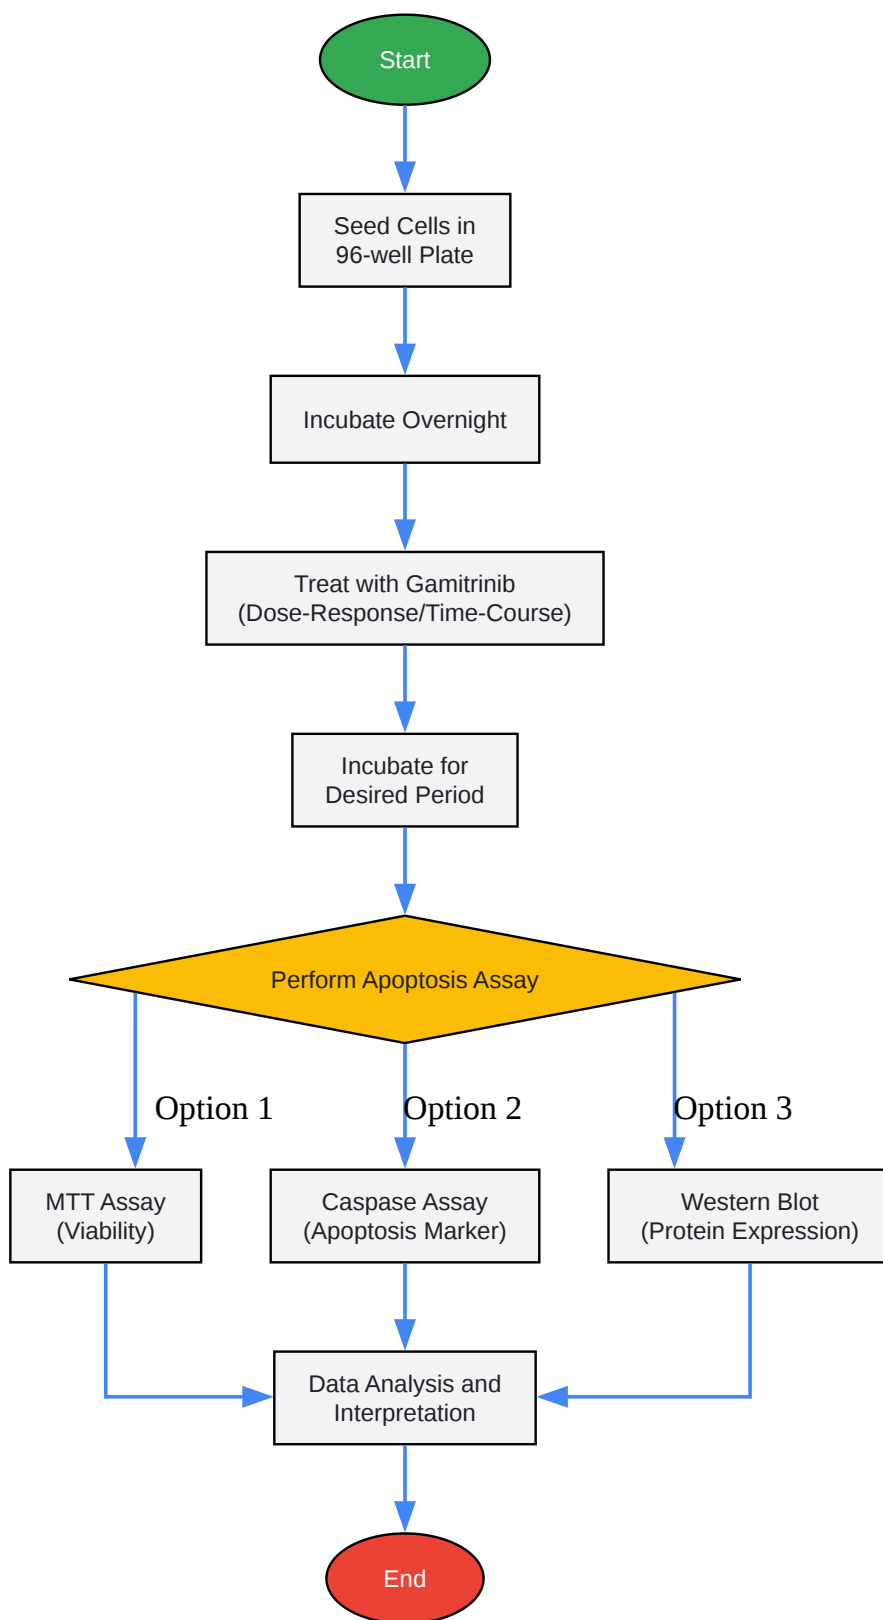 Start
Seed Cells in
96-well Plate
Incubate Overnight
Treat with Gamitrinib
(Dose-Response/Time-Course)
Incubate for
Desired Period
Perform Apoptosis Assay
Option 1
Option 2
Option 3
MTT Assay
(Viability)
Caspase Assay
(Apoptosis Marker)
Western Blot
(Protein Expression)
Data Analysis and
Interpretation
End